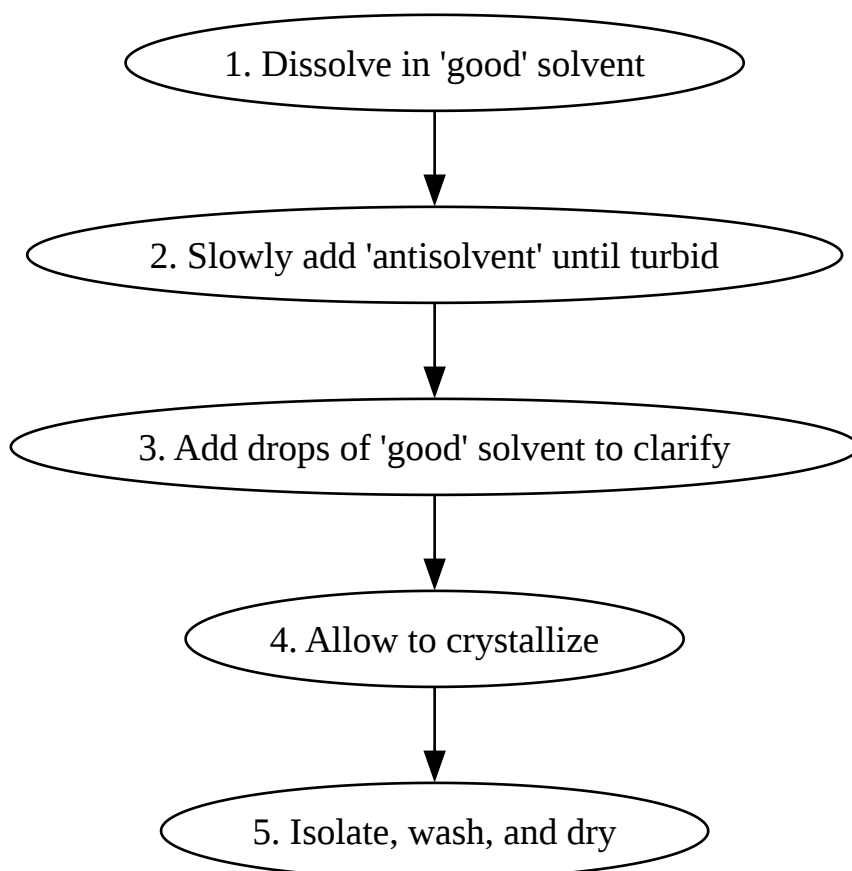 1. Dissolve in 'good' solvent
2. Slowly add 'antisolvent' until turbid
3. Add drops of 'good' solvent to clarify
4. Allow to crystallize
5. Isolate, wash, and dry